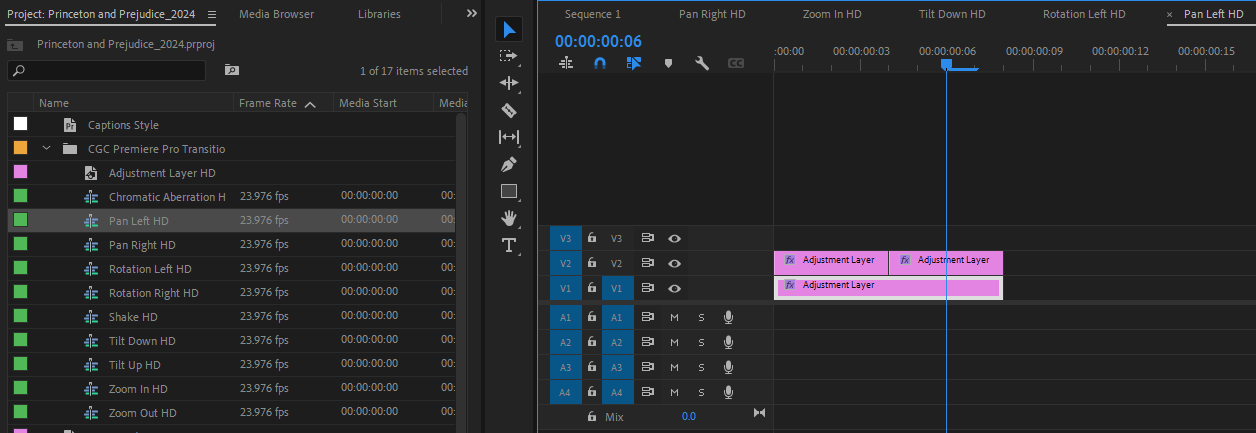 Project: Princeton and Prejudice_2024 Media Browser Libraries
Princeton and Prejudice_2024.prproj
1 of 17 items selected
Name Frame Rate Media Start Media
Captions Style
CGC Premiere Pro Transitio
Adjustment Layer HD
Chromatic Aberration H 23.976 fps 00:00:00:00 00:
Pan Left HD 23.976 fps 00:00:00:00 00:
Pan Right HD 23.976 fps 00:00:00:00 00:
Rotation Left HD 23.976 fps 00:00:00:00 00:
Rotation Right HD 23.976 fps 00:00:00:00 00:
Shake HD 23.976 fps 00:00:00:00 00:
Tilt Down HD 23.976 fps 00:00:00:00 00:
Tilt Up HD 23.976 fps 00:00:00:00 00:
Zoom In HD 23.976 fps 00:00:00:00 00:
Zoom Out HD 23.976 fps 00:00:00:00 00:
Sequence 1 Pan Right HD Zoom In HD Tilt Down HD Rotation Left HD × Pan Left HD
00:00:00:06
:00:00 00:00:00:03 00:00:00:06 00:00:00:09 00:00:00:12 00:00:00:15
CC
V3 V3
V2 V2 fx Adjustment Layer fx Adjustment Layer
V1 V1 fx Adjustment Layer
A1 A1 M S
A2 A2 M S
A3 A3 M S
A4 A4 M S
Mix 0.0